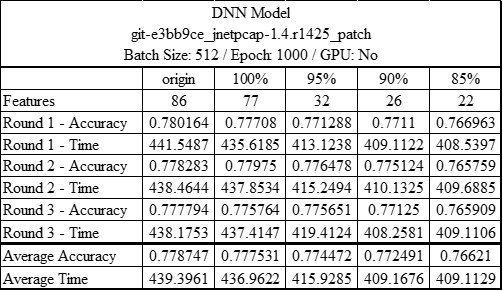 DNN Model
git-e3bb9ce_jnetpcap-1.4.r1425_patch
Batch Size: 512 / Epoch: 1000 / GPU: No
origin 100% 95% 90% 85%
Features 86 77 32 26 22
Round 1 - Accuracy 0.780164 0.77708 0.771288 0.7711 0.766963
Round 1 - Time 441.5487 435.6185 413.1238 409.1122 408.5397
Round 2 - Accuracy 0.778283 0.77975 0.776478 0.775124 0.765759
Round 2 - Time 438.4644 437.8534 415.2494 410.1325 409.6885
Round 3 - Accuracy 0.777794 0.775764 0.775651 0.77125 0.765909
Round 3 - Time 438.1753 437.4147 419.4124 408.2581 409.1106
Average Accuracy 0.778747 0.777531 0.774472 0.772491 0.76621
Average Time 439.3961 436.9622 415.9285 409.1676 409.1129